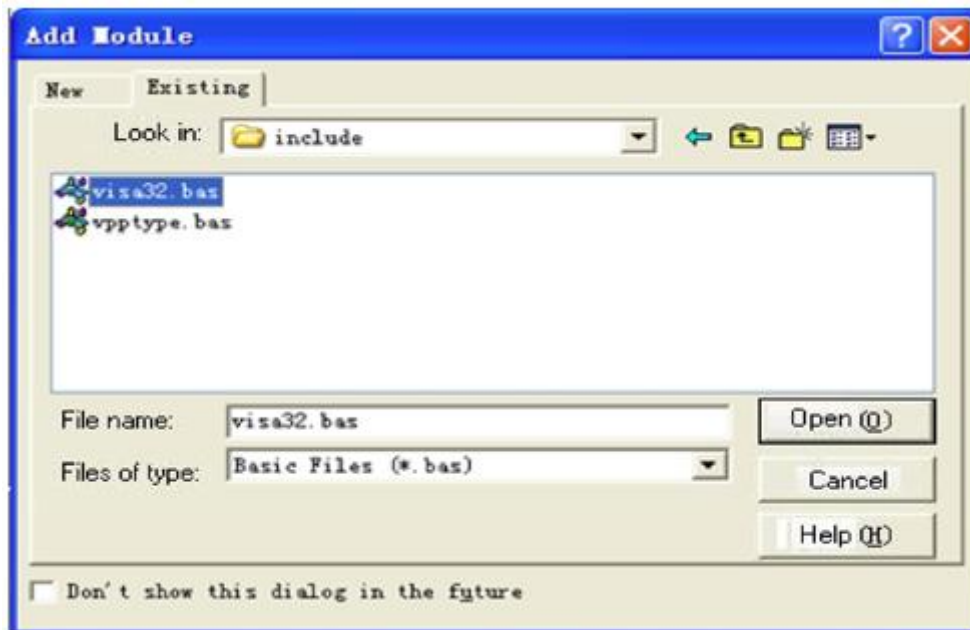 Add Module
New Existing
Look in: include
visa32.bas
vpptype.bas
File name: visa32.bas
Open (O)
Files of type: Basic Files (*.bas)
Cancel
Help (H)
Don't show this dialog in the future